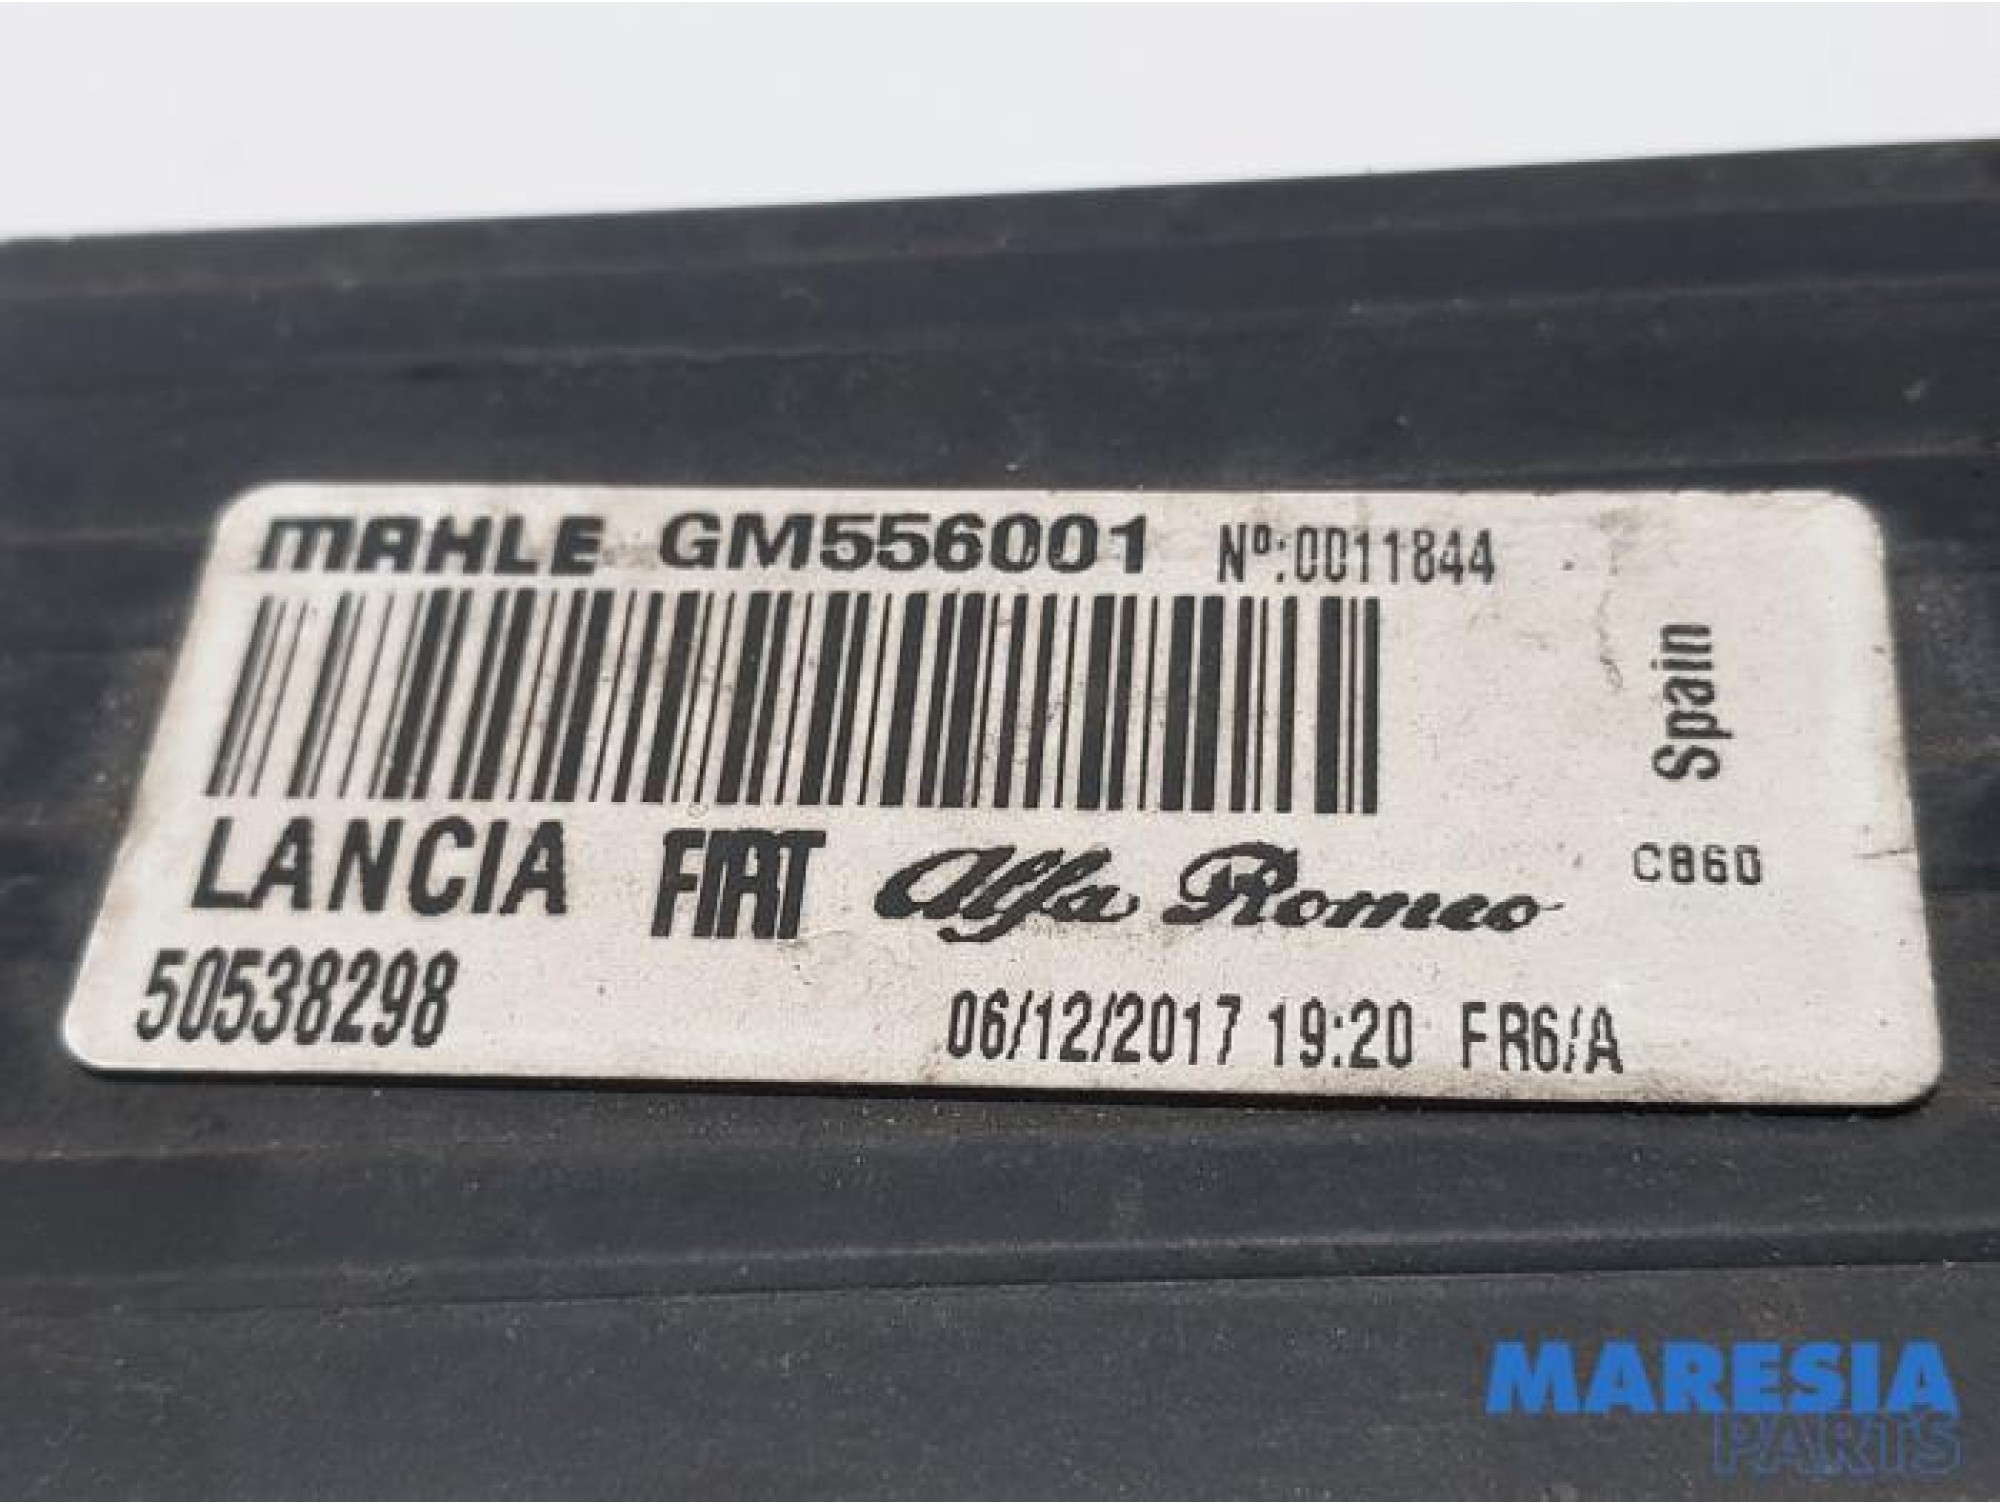 MAHLE GM556001 Nº:0011844
Spain
LANCIA FIAT Alfa Romeo
C860
50538298
06/12/2017 19:20 FR6/A
MARESIA
PARTS